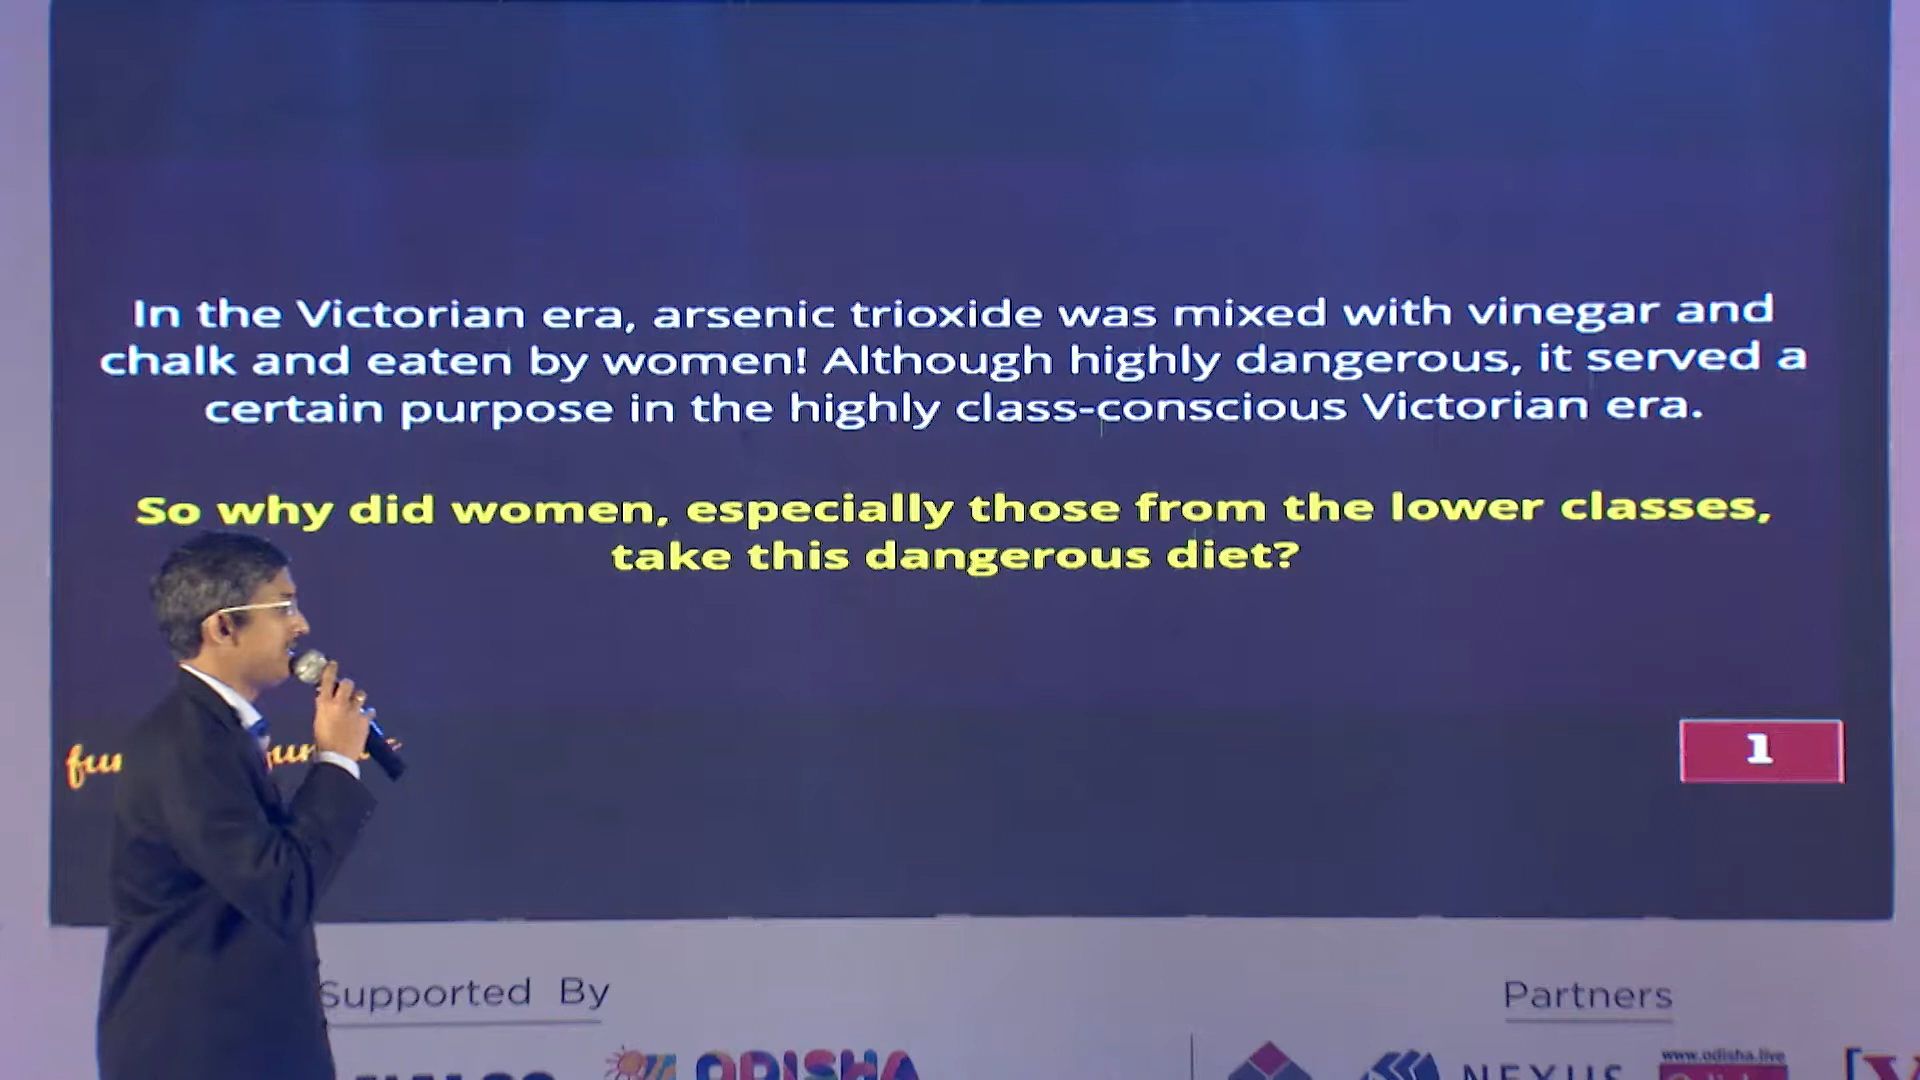 In the Victorian era, arsenic trioxide was mixed with vinegar and
chalk and eaten by women! Although highly dangerous, it served a
certain purpose in the highly class-conscious Victorian era.
So why did women, especially those from the lower classes,
take this dangerous diet?
1
Supported By
Partners
ODISHA
NEXUS
www.odisha.live